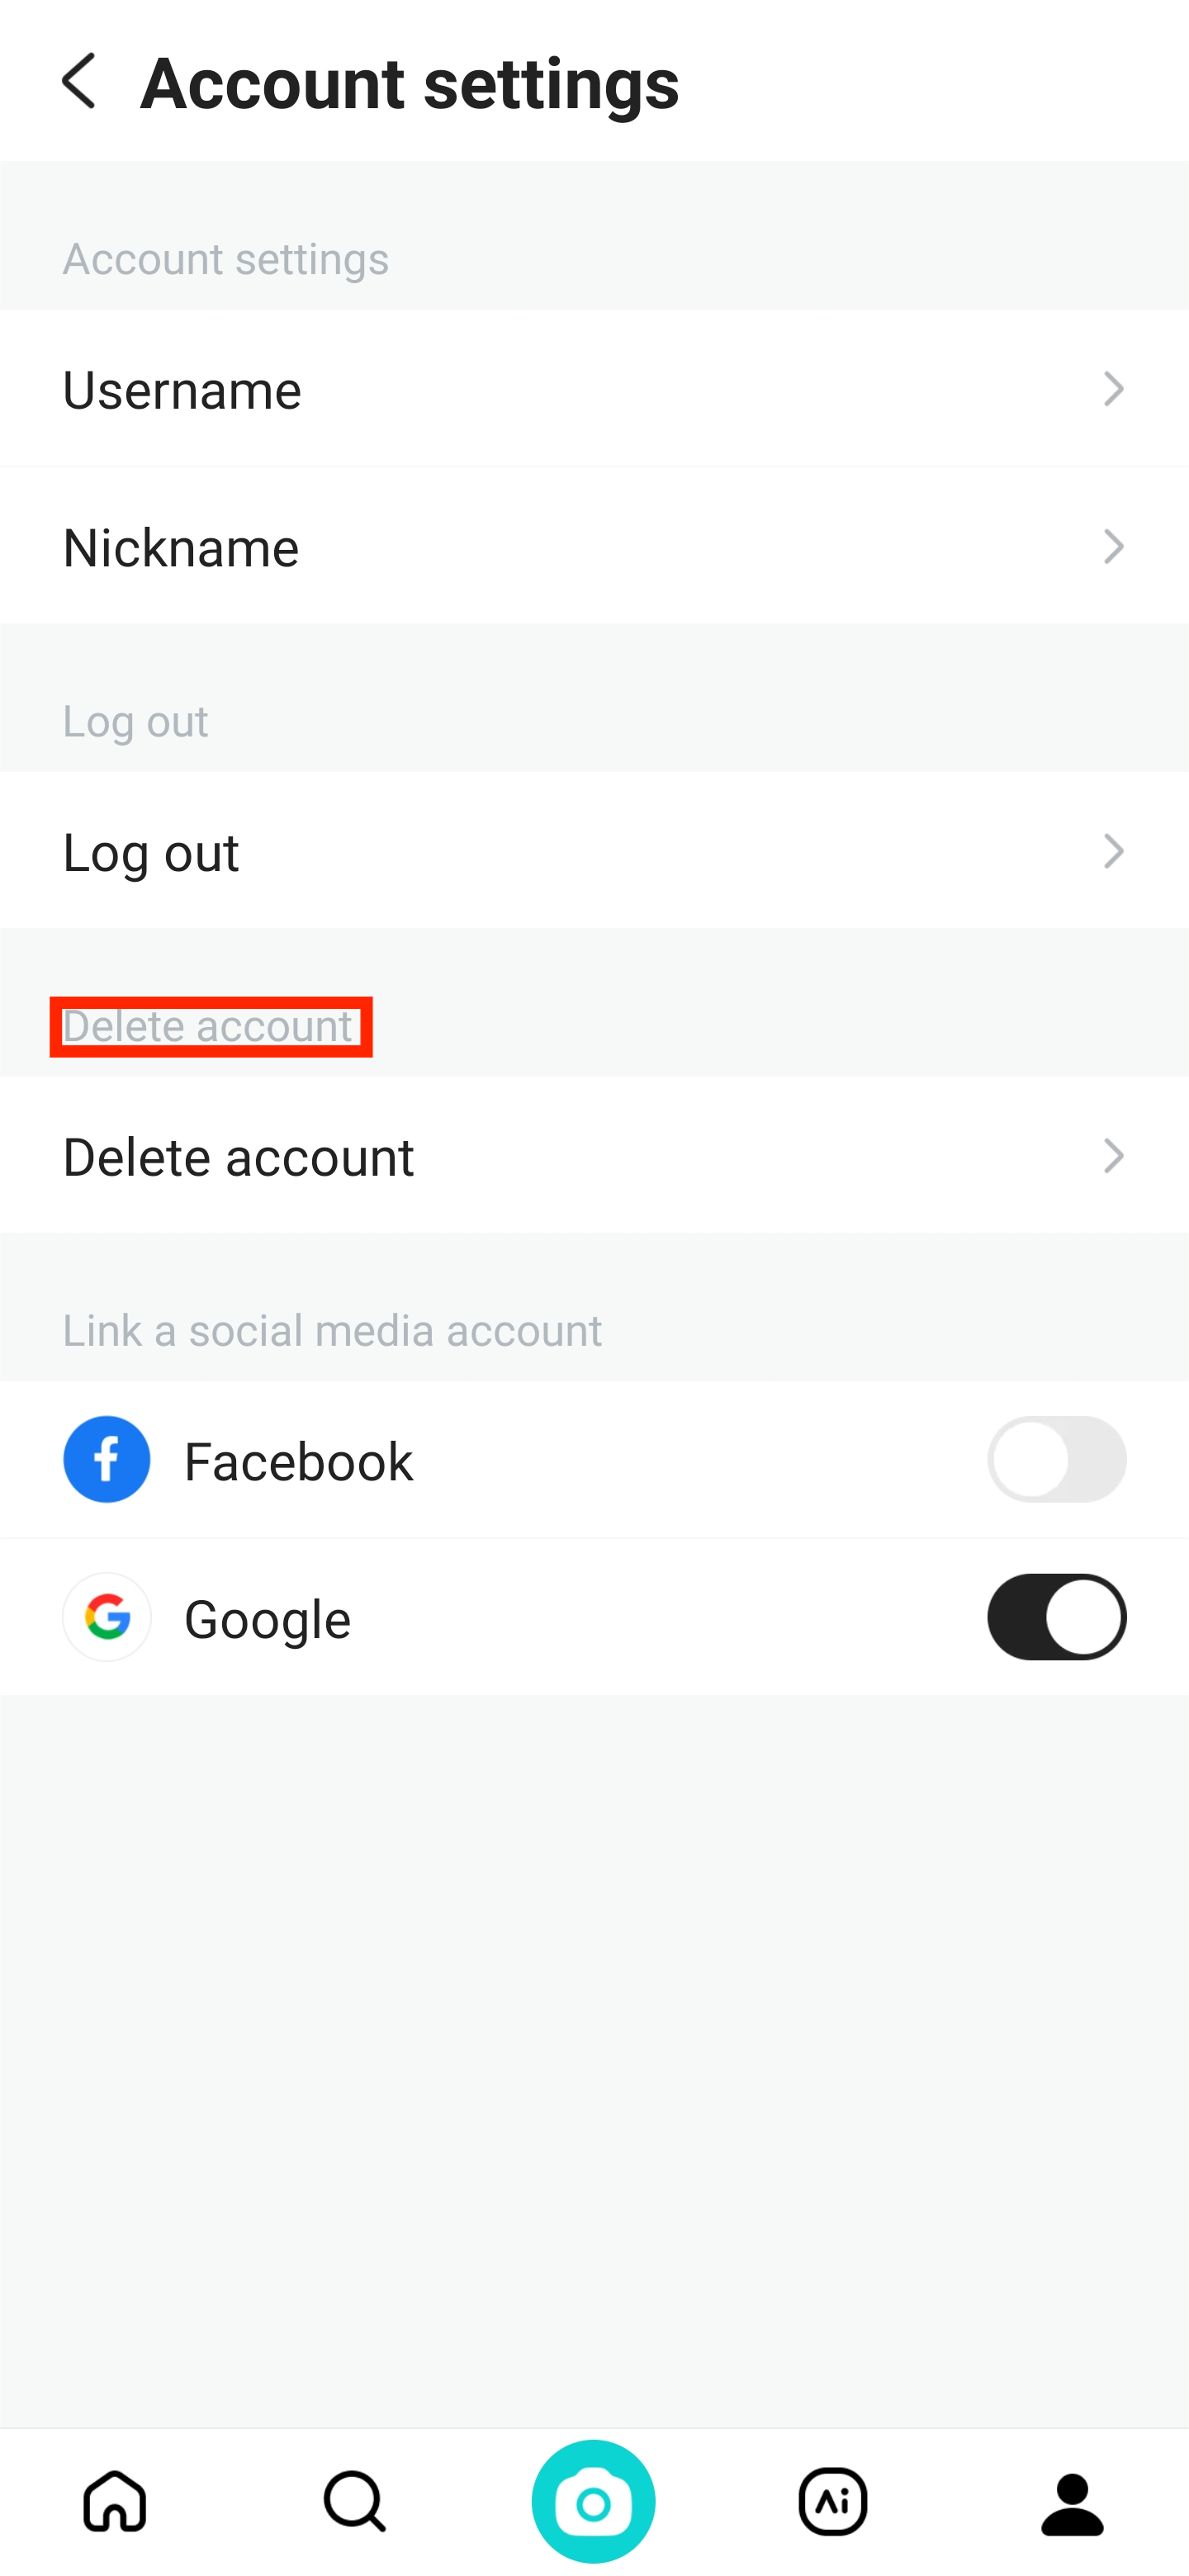 Account settings
Account settings
Username
Nickname
Log out
Log out
Delete account
Delete account
Link a social media account
Facebook
Google
Ai